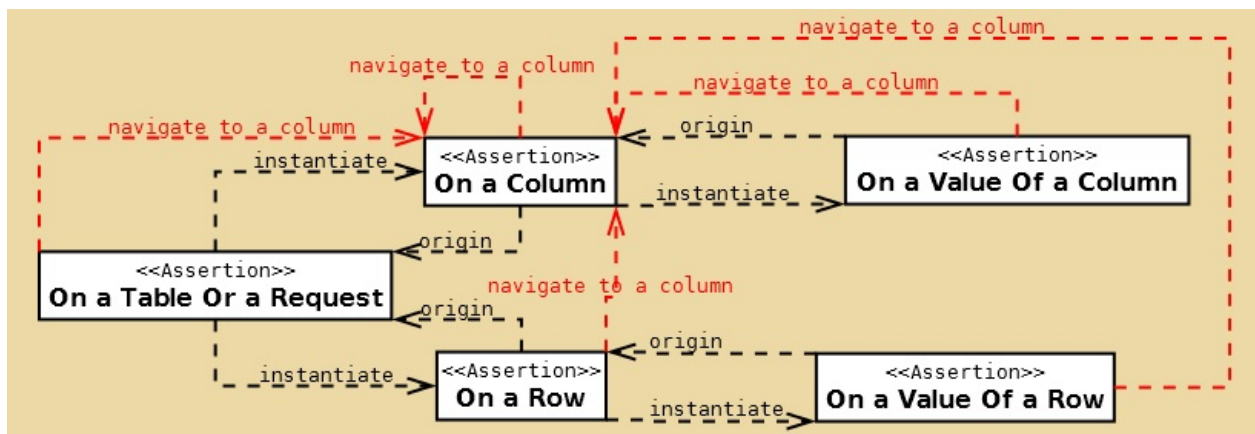 navigate to a column
navigate to a column
navigate to a column
navigate to a column
origin
<<Assertion>>
On a Column
<<Assertion>>
On a Value Of a Column
instantiate
instantiate
origin
<<Assertion>>
On a Table Or a Request
navigate to a column
origin
origin
<<Assertion>>
On a Row
<<Assertion>>
On a Value Of a Row
instantiate
instantiate